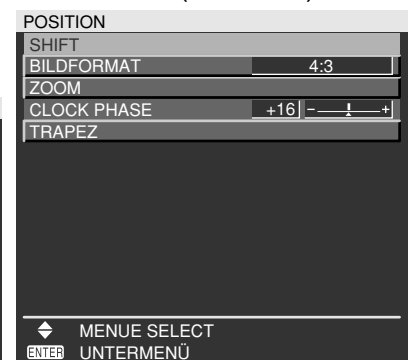 POSITION
SHIFT
BILDFORMAT 4:3
ZOOM
CLOCK PHASE +16 - +
TRAPEZ
MENUE SELECT
ENTER UNTERMENÜ